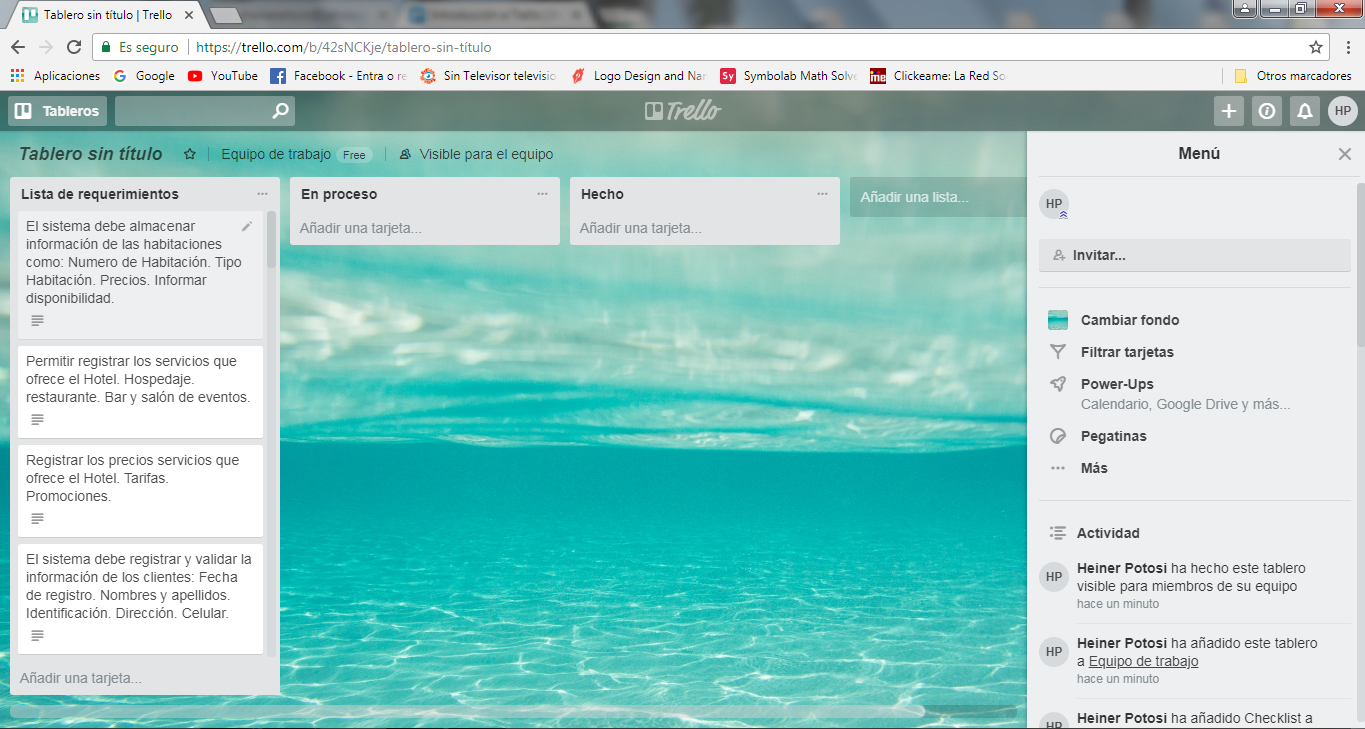 Tablero sin título | Trello
Es seguro
https://trello.com/b/42sNCKje/tablero-sin-título
Aplicaciones
Google
YouTube
Facebook - Entra o re
Sin Televisor televisio
Logo Design and Nar
Sy
Symbolab Math Solve
me
Clickeame: La Red So
Otros marcadores
Tableros
Trello
HP
Tablero sin título
Equipo de trabajo
Free
Visible para el equipo
Lista de requerimientos
El sistema debe almacenar
información de las habitaciones
como: Numero de Habitación. Tipo
Habitación. Precios. Informar
disponibilidad.
Permitir registrar los servicios que
ofrece el Hotel. Hospedaje.
restaurante. Bar y salón de eventos.
Registrar los precios servicios que
ofrece el Hotel. Tarifas.
Promociones.
El sistema debe registrar y validar la
información de los clientes: Fecha
de registro. Nombres y apellidos.
Identificación. Dirección. Celular.
Añadir una tarjeta...
En proceso
Añadir una tarjeta...
Hecho
Añadir una tarjeta...
Añadir una lista...
Menú
HP
Invitar...
Cambiar fondo
Filtrar tarjetas
Power-Ups
Calendario, Google Drive y más...
Pegatinas
Más
Actividad
HP
Heiner Potosi ha hecho este tablero
visible para miembros de su equipo
hace un minuto
HP
Heiner Potosi ha añadido este tablero
a Equipo de trabajo
hace un minuto
HP
Heiner Potosi ha añadido Checklist a